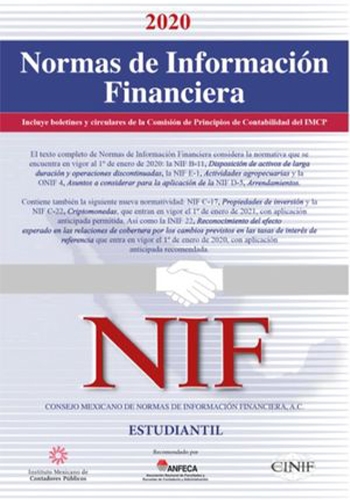 2020
Normas de Información
Financiera
Incluye boletines y circulares de la Comisión de Principios de Contabilidad del IMCP
El texto completo de Normas de Información Financiera considera la normativa que se
encuentra en vigor al 1° de enero de 2020: la NIF B-11, Disposición de activos de larga
duración y operaciones discontinuadas, la NIF E-1, Actividades agropecuarias y la
ONIF 4, Asuntos a considerar para la aplicación de la NIF D-5, Arrendamientos.
Contiene también la siguiente nueva normatividad: NIF C-17, Propiedades de inversión y la
NIF C-22, Criptomonedas, que entran en vigor el 1° de enero de 2021, con aplicación
anticipada permitida. Así como la INIF 22, Reconocimiento del efecto
esperado en las relaciones de cobertura por los cambios previstos en las tasas de interés de
referencia que entra en vigor el 1° de enero de 2020, con aplicación
anticipada recomendada.
NIF
CONSEJO MEXICANO DE NORMAS DE INFORMACIÓN FINANCIERA, A.C.
ESTUDIANTIL
Recomendado por
Instituto Mexicano de
Contadores Públicos
ANFECA
Asociación Nacional de Facultades y
Escuelas de Contaduría y Administración
CINIF